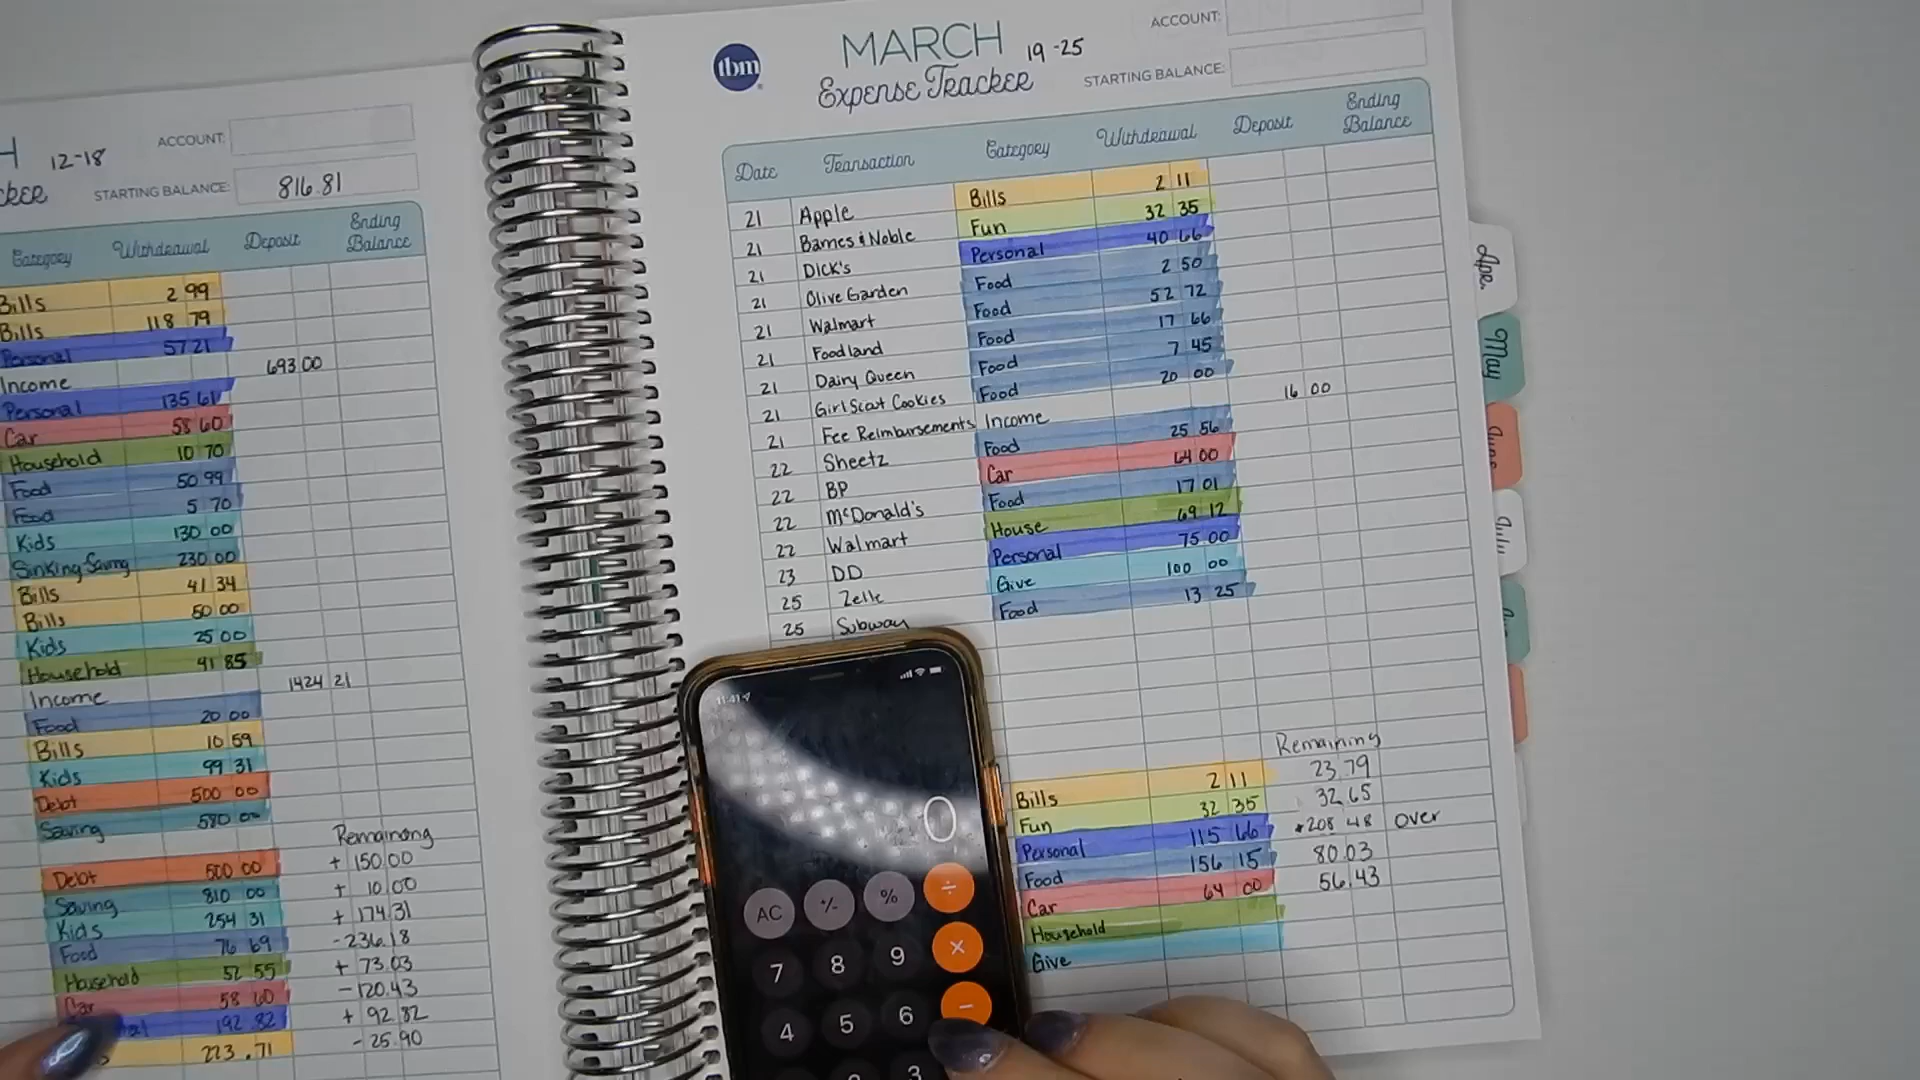 H 12-18
cker
ACCOUNT:
STARTING BALANCE: 816.81
Category Withdrawal Deposit Ending Balance
Bills 2 99
Bills 118 79
Personal 57 21
Income 693 00
Personal 135 61
Car 58 60
Household 10 70
Food 50 99
Food 5 70
Kids 130 00
Sinking Saving 230 00
Bills 41 34
Bills 50 00
Kids 25 00
Household 41 85
Income 1424 21
Food 20 00
Bills 10 59
Kids 99 31
Debt 500 00
Saving 580 00
Remaining
Debt 500 00 + 150.00
Saving 810 00 + 10.00
Kids 254 31 + 174.31
Food 76 69 - 236.18
Household 52 55 + 73.03
Car 58 60 - 120.43
192.82 + 92.82
s 223.71 - 25.90
tbm
MARCH 19-25
Expense Tracker
ACCOUNT:
STARTING BALANCE:
Date Transaction Category Withdrawal Deposit Ending Balance
21 Apple Bills 2 11
21 Barnes & Noble Fun 32 35
21 Dick's Personal 40 66
21 Olive Garden Food 2 50
21 Walmart Food 52 72
21 Foodland Food 17 66
21 Dairy Queen Food 7 45
21 Girl Scout Cookies Food 20 00
21 Fee Reimbursements Income 16 00
22 Sheetz Food 25 56
22 BP Car 64 00
22 McDonald's Food 17 01
22 Walmart House 69 12
23 DD Personal 75 00
25 Zelle Give 100 00
25 Subway Food 13 25
Remaining
Bills 2 11 23.79
Fun 32 35 32.65
Personal 115 66 208 48 over
Food 156 15 80.03
Car 64 00 56.43
Household
Give
Apr.
May
June
July
11:41
0
AC +/- % ÷
7 8 9 ×
4 5 6 −
3